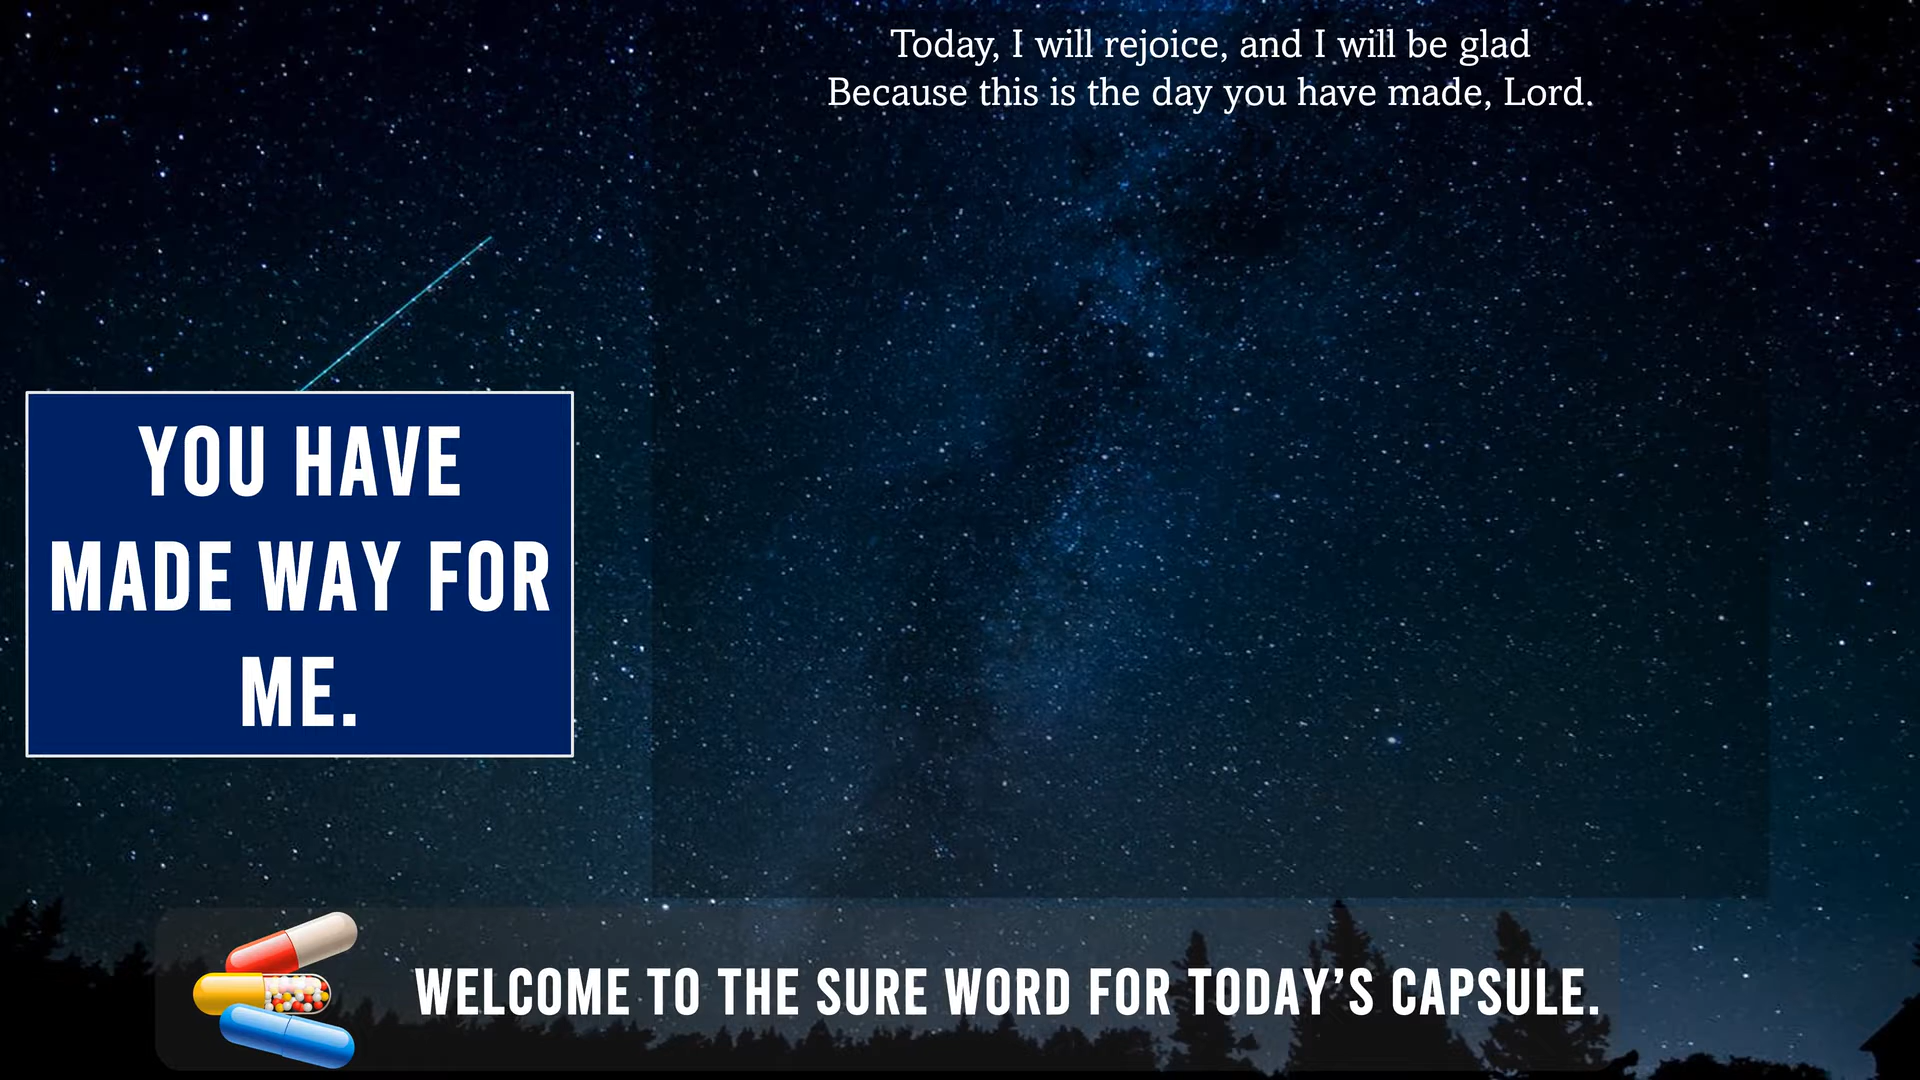 Today, I will rejoice, and I will be glad
Because this is the day you have made, Lord.
YOU HAVE
MADE WAY FOR
ME.
WELCOME TO THE SURE WORD FOR TODAY’S CAPSULE.